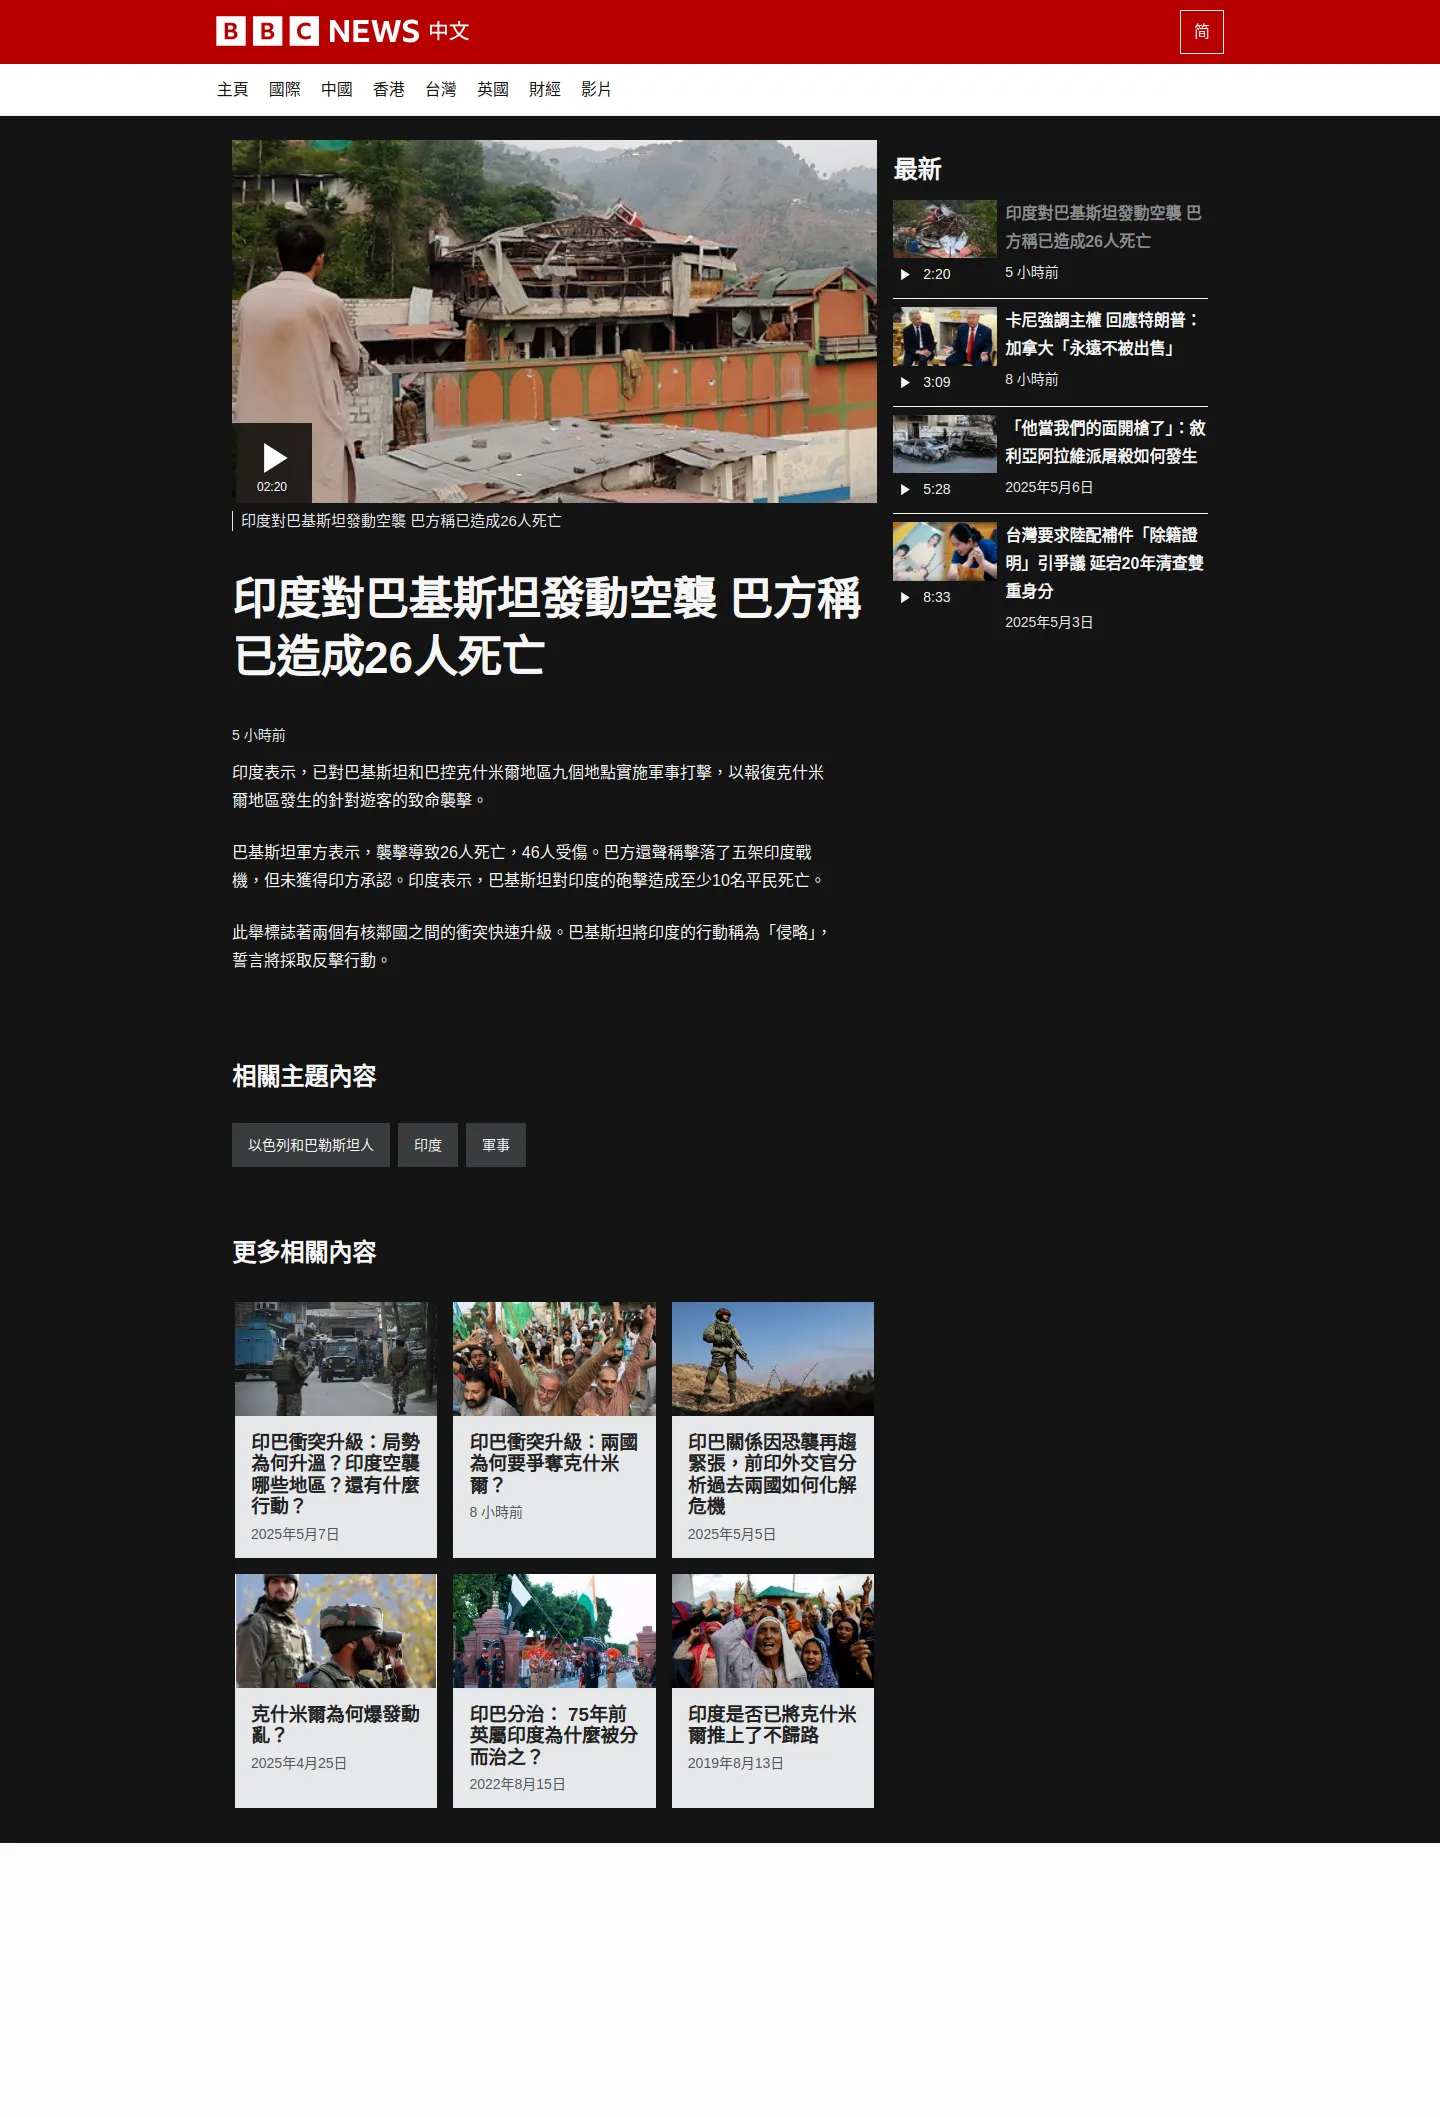 BBC NEWS 中文
简
主頁 國際 中國 香港 台灣 英國 財經 影片
02:20
印度對巴基斯坦發動空襲 巴方稱已造成26人死亡
印度對巴基斯坦發動空襲 巴方稱
已造成26人死亡
5 小時前
印度表示，已對巴基斯坦和巴控克什米爾地區九個地點實施軍事打擊，以報復克什米
爾地區發生的針對遊客的致命襲擊。
巴基斯坦軍方表示，襲擊導致26人死亡，46人受傷。巴方還聲稱擊落了五架印度戰
機，但未獲得印方承認。印度表示，巴基斯坦對印度的砲擊造成至少10名平民死亡。
此舉標誌著兩個有核鄰國之間的衝突快速升級。巴基斯坦將印度的行動稱為「侵略」，
誓言將採取反擊行動。
相關主題內容
以色列和巴勒斯坦人 印度 軍事
更多相關內容
印巴衝突升級：局勢
為何升溫？印度空襲
哪些地區？還有什麼
行動？
2025年5月7日
印巴衝突升級：兩國
為何要爭奪克什米
爾？
8 小時前
印巴關係因恐襲再趨
緊張，前印外交官分
析過去兩國如何化解
危機
2025年5月5日
克什米爾為何爆發動
亂？
2025年4月25日
印巴分治： 75年前
英屬印度為什麼被分
而治之？
2022年8月15日
印度是否已將克什米
爾推上了不歸路
2019年8月13日
最新
印度對巴基斯坦發動空襲 巴
方稱已造成26人死亡
2:20
5 小時前
卡尼強調主權 回應特朗普：
加拿大「永遠不被出售」
3:09
8 小時前
「他當我們的面開槍了」：敘
利亞阿拉維派屠殺如何發生
5:28
2025年5月6日
台灣要求陸配補件「除籍證
明」引爭議 延宕20年清查雙
重身分
8:33
2025年5月3日